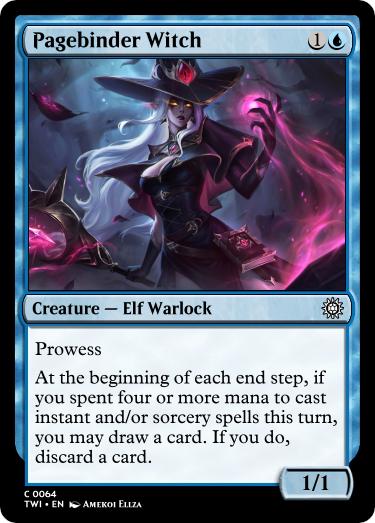 Pagebinder Witch 1
Creature — Elf Warlock
Prowess
At the beginning of each end step, if
you spent four or more mana to cast
instant and/or sorcery spells this turn,
you may draw a card. If you do,
discard a card.
1/1
C 0064
TWI • EN Amekoi Eliza